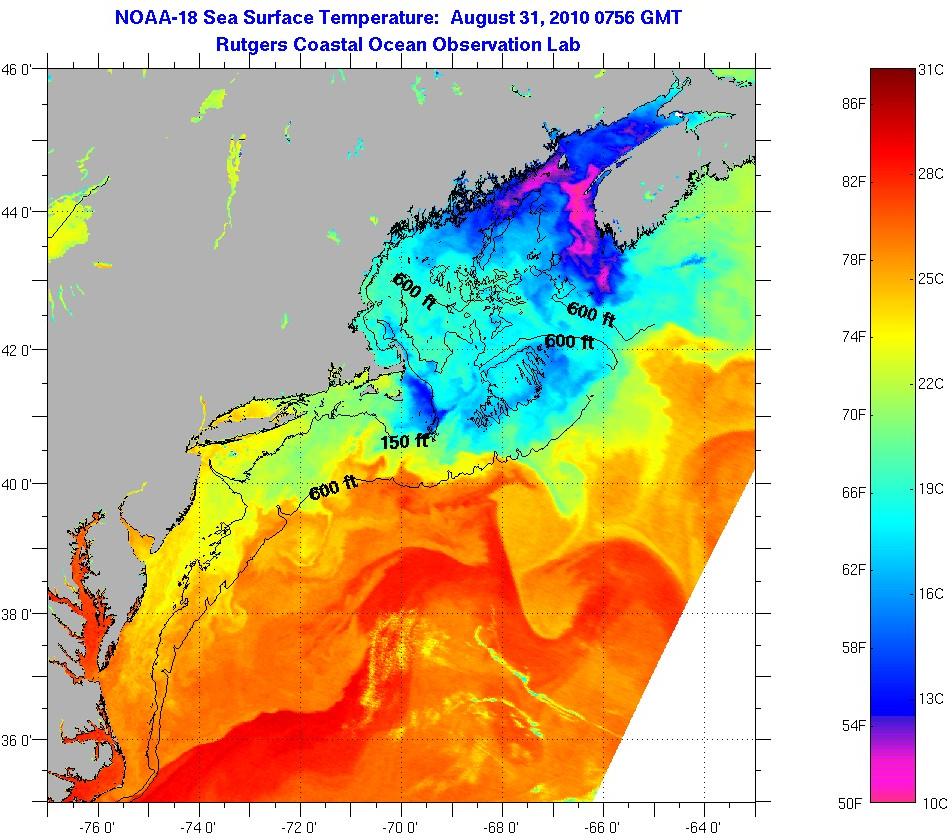 NOAA-18 Sea Surface Temperature:  August 31, 2010 0756 GMT
Rutgers Coastal Ocean Observation Lab
46 0'
44 0'
42 0'
40 0'
38 0'
36 0'
-76 0'
-74 0'
-72 0'
-70 0'
-68 0'
-66 0'
-64 0'
600 ft
600 ft
600 ft
150 ft
600 ft
31C
86F
28C
82F
78F
25C
74F
22C
70F
66F
19C
62F
16C
58F
13C
54F
50F
10C